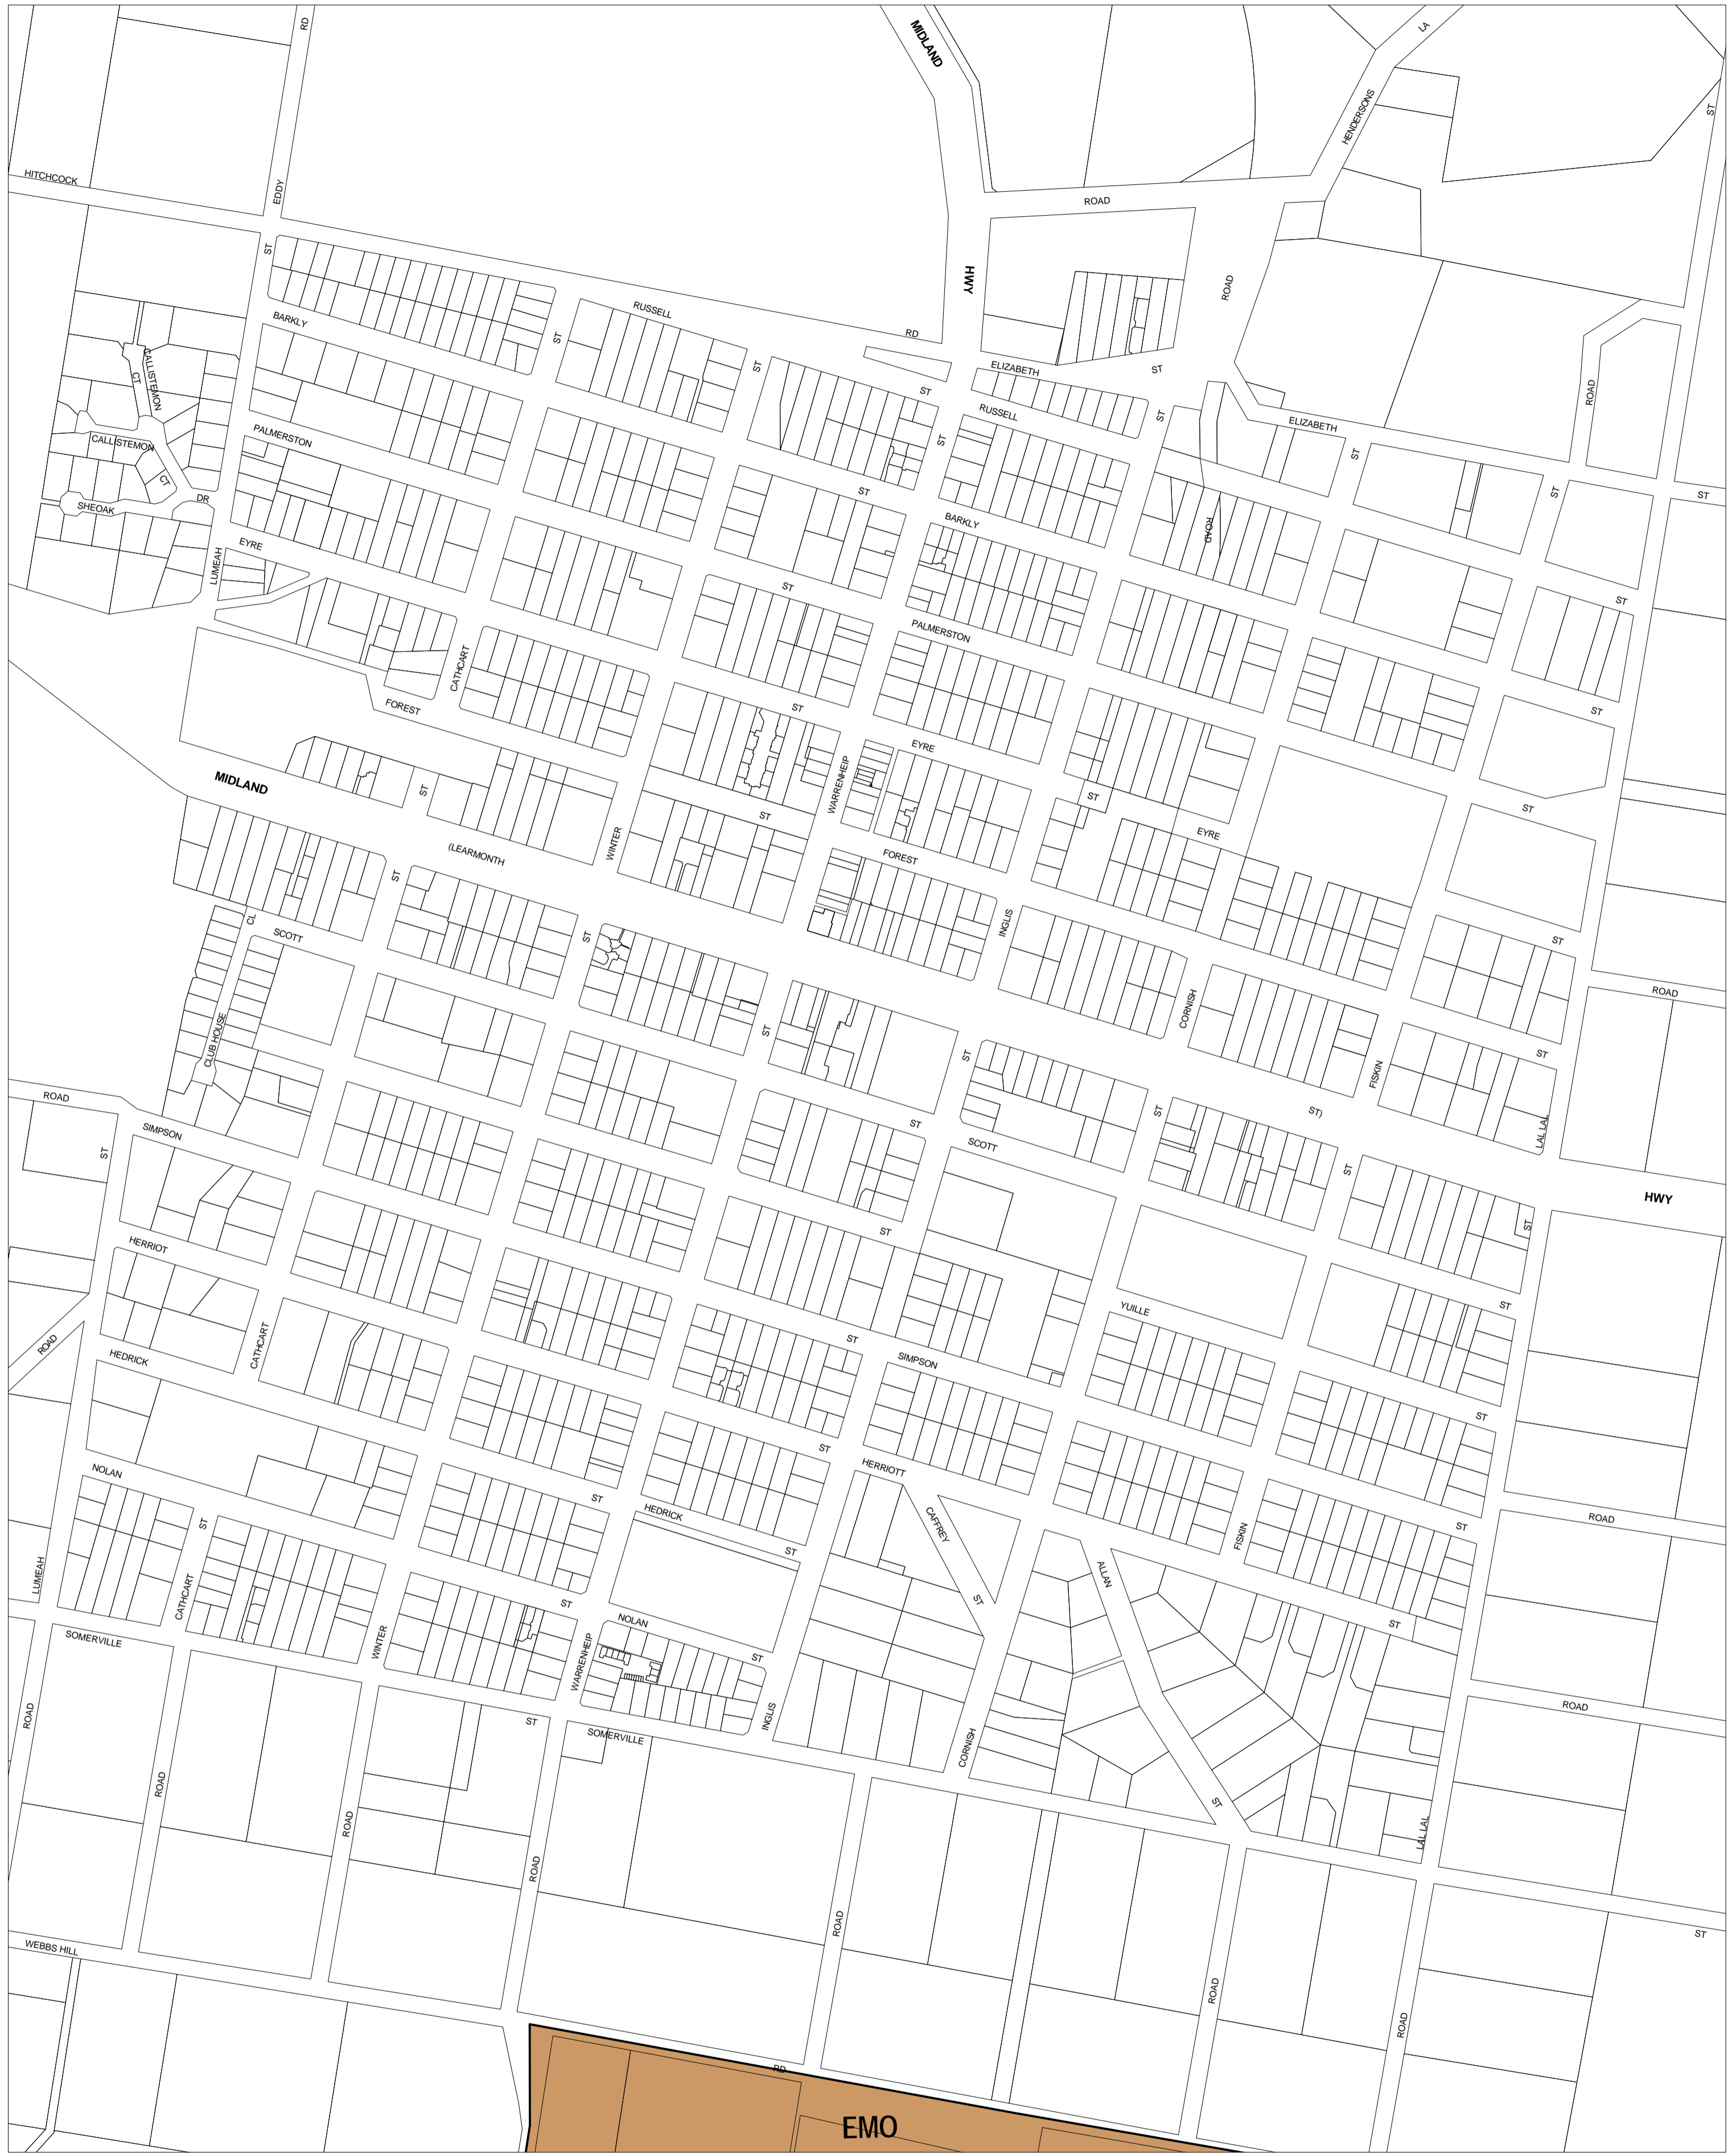 RD
MIDLAND
LA
HENDERSONS
ST
HITCHCOCK
EDDY
ROAD
ST
HWY
ROAD
RUSSELL
BARKLY
ST
RD
ST
ELIZABETH
ST
ROAD
CALLISTEMON
CT
ST
RUSSELL
ST
ELIZABETH
PALMERSTON
CALLISTEMON
ST
ST
CT
DR
SHEOAK
ST
ST
ST
BARKLY
ROAD
EYRE
LUMEAH
ST
ST
PALMERSTON
CATHCART
FOREST
ST
ST
EYRE
MIDLAND
ST
WARRENHEIP
ST
ST
ST
EYRE
WINTER
(LEARMONTH
FOREST
ST
CL
SCOTT
ST
INGLIS
ST
ROAD
CORNISH
CLUB HOUSE
ST
ST
ST
FISKIN
ROAD
SIMPSON
ST
ST
ST)
LAL LAL
ST
SCOTT
ST
HWY
HERRIOT
ST
ST
YUILLE
ST
ROAD
CATHCART
HEDRICK
ST
SIMPSON
ST
NOLAN
ST
HERRIOTT
ST
HEDRICK
CAFFREY
ST
ROAD
ST
ST
FISKIN
LUMEAH
CATHCART
ALLAN
ST
ST
NOLAN
ST
SOMERVILLE
WINTER
WARRENHEIP
ST
ROAD
ROAD
INGLIS
ST
SOMERVILLE
CORNISH
ROAD
ROAD
ST
LAL LAL
ROAD
ROAD
ST
WEBBS HILL
ROAD
ROAD
RD
EMO